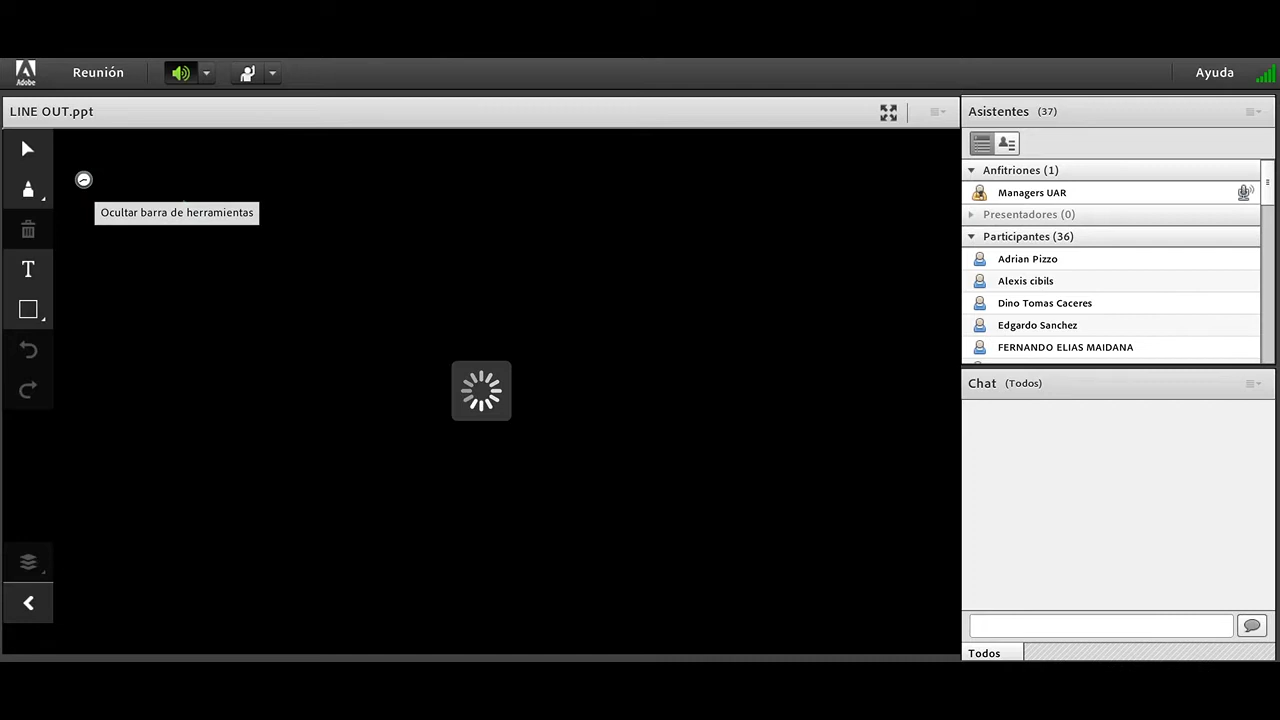 Adobe
Reunión
Ayuda
LINE OUT.ppt
Ocultar barra de herramientas
T
Asistentes (37)
Anfitriones (1)
Managers UAR
Presentadores (0)
Participantes (36)
Adrian Pizzo
Alexis cibils
Dino Tomas Caceres
Edgardo Sanchez
FERNANDO ELIAS MAIDANA
Chat (Todos)
Todos